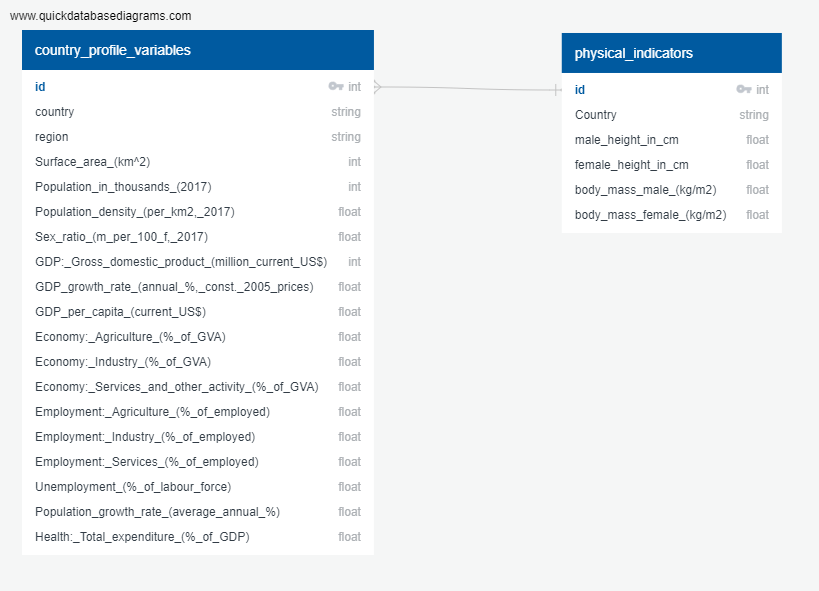 www.quickdatabasediagrams.com
country_profile_variables
id int
country string
region string
Surface_area_(km^2) int
Population_in_thousands_(2017) int
Population_density_(per_km2,_2017) float
Sex_ratio_(m_per_100_f,_2017) float
GDP:_Gross_domestic_product_(million_current_US$) int
GDP_growth_rate_(annual_%,_const._2005_prices) float
GDP_per_capita_(current_US$) float
Economy:_Agriculture_(%_of_GVA) float
Economy:_Industry_(%_of_GVA) float
Economy:_Services_and_other_activity_(%_of_GVA) float
Employment:_Agriculture_(%_of_employed) float
Employment:_Industry_(%_of_employed) float
Employment:_Services_(%_of_employed) float
Unemployment_(%_of_labour_force) float
Population_growth_rate_(average_annual_%) float
Health:_Total_expenditure_(%_of_GDP) float
physical_indicators
id int
Country string
male_height_in_cm float
female_height_in_cm float
body_mass_male_(kg/m2) float
body_mass_female_(kg/m2) float